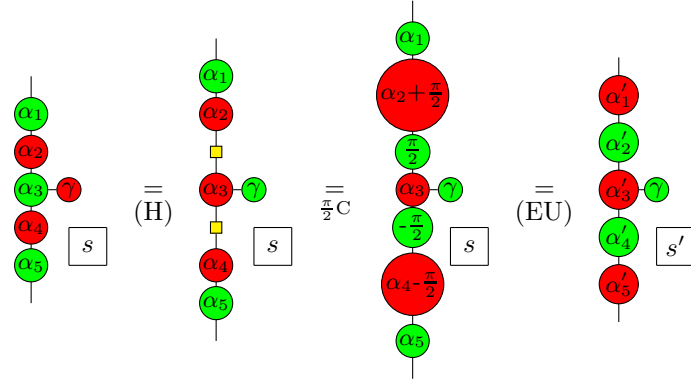 α₁
α₂
α₃ γ
α₄
s
α₅
=
(H)
α₁
α₂
α₃ γ
s
α₄
α₅
=
π/2 C
α₁
α₂+π/2
π/2
α₃ γ
-π/2
s
α₄-π/2
α₅
=
(EU)
α′₁
α′₂
α′₃ γ
α′₄
s′
α′₅